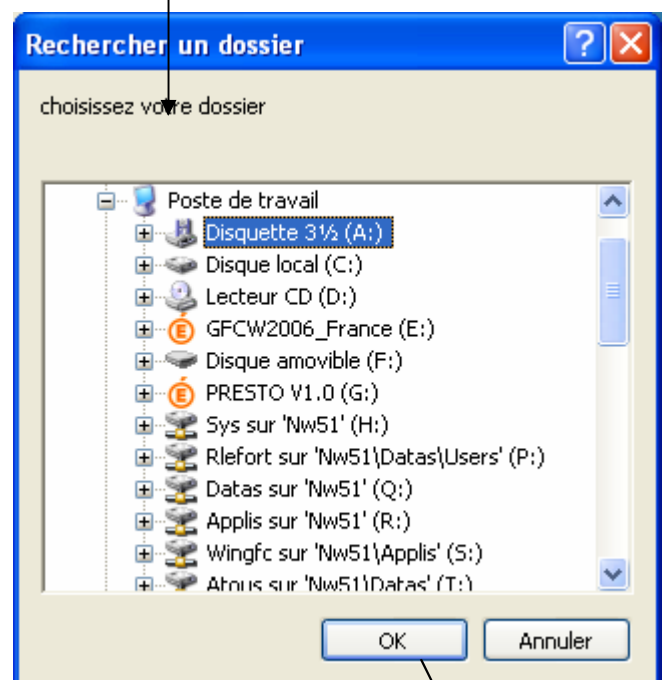 Rechercher un dossier
choisissez votre dossier
Poste de travail
Disquette 3½ (A:)
Disque local (C:)
Lecteur CD (D:)
GFCW2006_France (E:)
Disque amovible (F:)
PRESTO V1.0 (G:)
Sys sur 'Nw51' (H:)
Rlefort sur 'Nw51\Datas\Users' (P:)
Datas sur 'Nw51' (Q:)
Applis sur 'Nw51' (R:)
Wingfc sur 'Nw51\Applis' (S:)
Atous sur 'Nw51\Datas' (T:)
OK Annuler